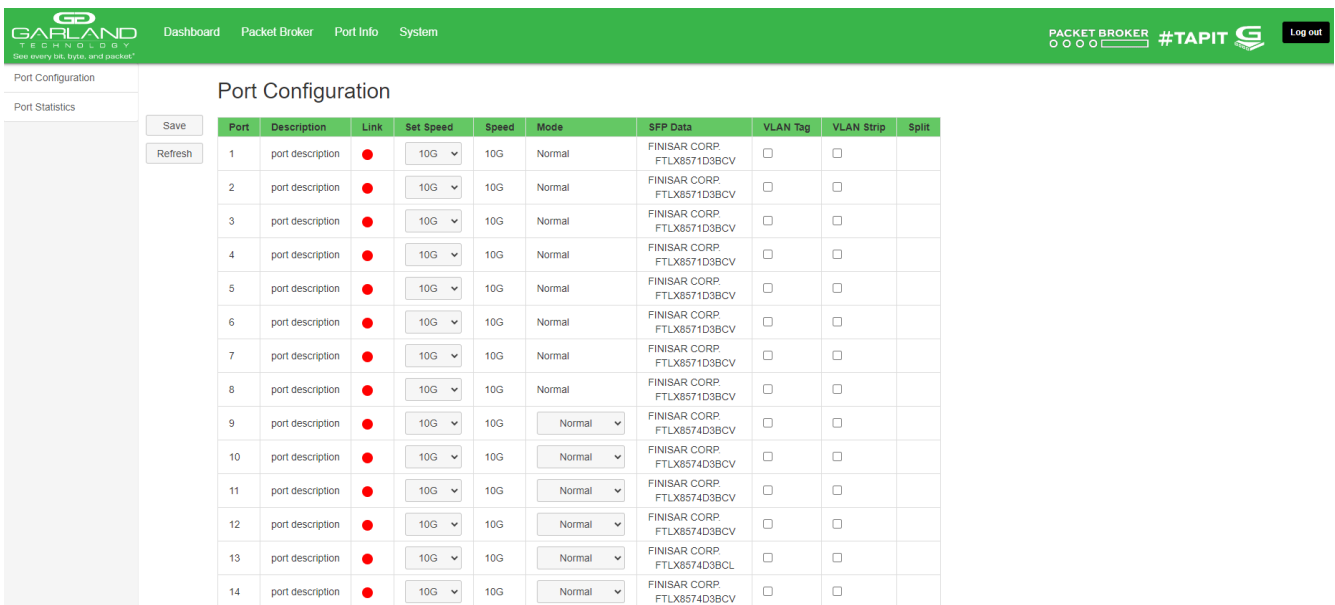 GARLAND
TECHNOLOGY
See every bit, byte, and packet.®
Dashboard Packet Broker Port Info System
PACKET BROKER #TAPIT G
Log out
Port Configuration
Port Statistics
Port Configuration
Save
Refresh
Port Description Link Set Speed Speed Mode SFP Data VLAN Tag VLAN Strip Split
1 port description 10G 10G Normal FINISAR CORP.
FTLX8571D3BCV
2 port description 10G 10G Normal FINISAR CORP.
FTLX8571D3BCV
3 port description 10G 10G Normal FINISAR CORP.
FTLX8571D3BCV
4 port description 10G 10G Normal FINISAR CORP.
FTLX8571D3BCV
5 port description 10G 10G Normal FINISAR CORP.
FTLX8571D3BCV
6 port description 10G 10G Normal FINISAR CORP.
FTLX8571D3BCV
7 port description 10G 10G Normal FINISAR CORP.
FTLX8571D3BCV
8 port description 10G 10G Normal FINISAR CORP.
FTLX8571D3BCV
9 port description 10G 10G Normal FINISAR CORP.
FTLX8574D3BCV
10 port description 10G 10G Normal FINISAR CORP.
FTLX8574D3BCV
11 port description 10G 10G Normal FINISAR CORP.
FTLX8574D3BCV
12 port description 10G 10G Normal FINISAR CORP.
FTLX8574D3BCV
13 port description 10G 10G Normal FINISAR CORP.
FTLX8574D3BCL
14 port description 10G 10G Normal FINISAR CORP.
FTLX8574D3BCV